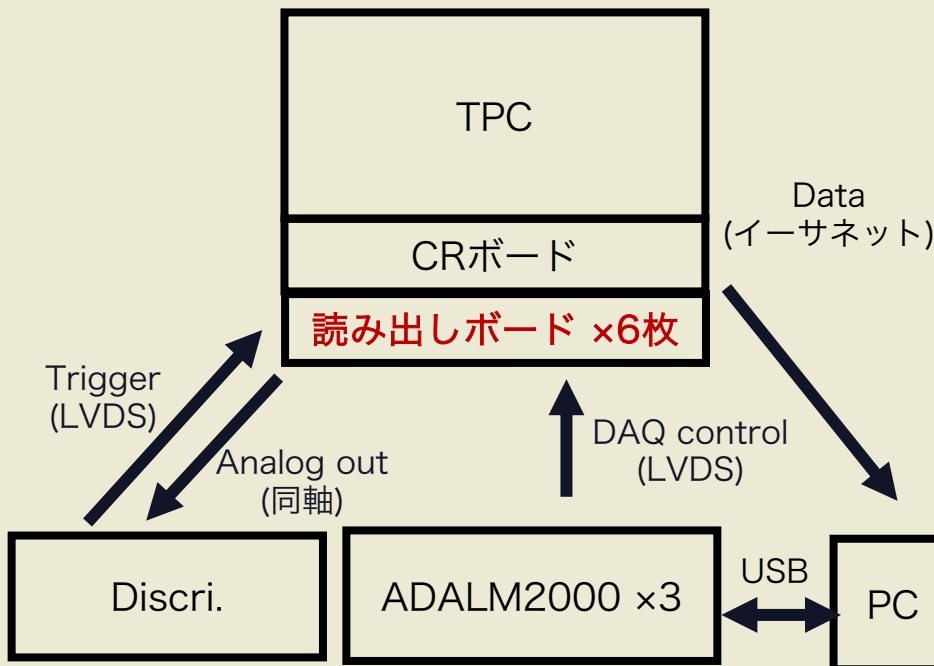 TPC
Data
(イーサネット)
CRボード
読み出しボード ×6枚
Trigger
(LVDS)
Analog out
(同軸)
DAQ control
(LVDS)
Discri.
ADALM2000 ×3
USB
PC